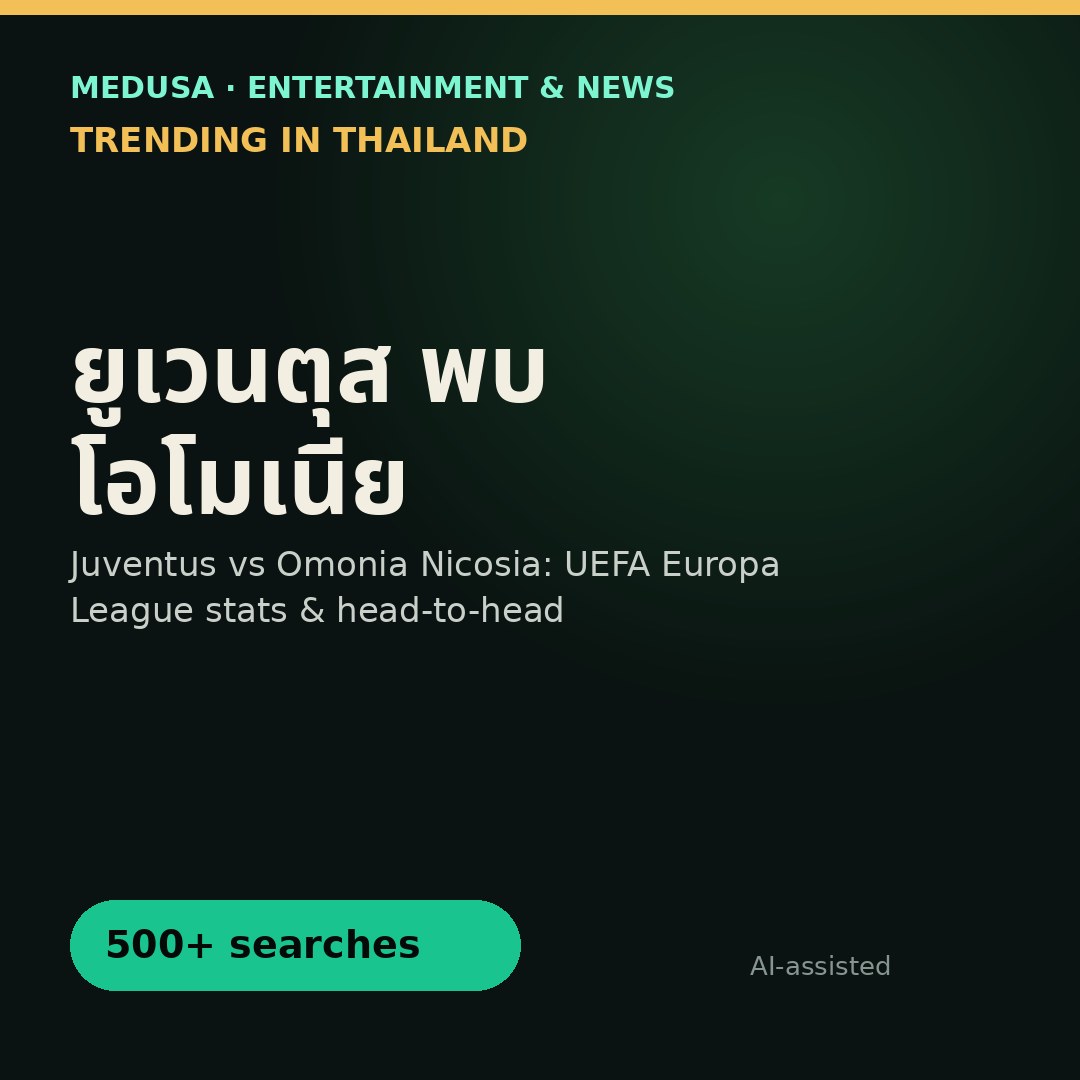 MEDUSA · ENTERTAINMENT & NEWS
TRENDING IN THAILAND
ยูเวนตุส พบ
โอโมเนีย
Juventus vs Omonia Nicosia: UEFA Europa
League stats & head-to-head
500+ searches
AI-assisted